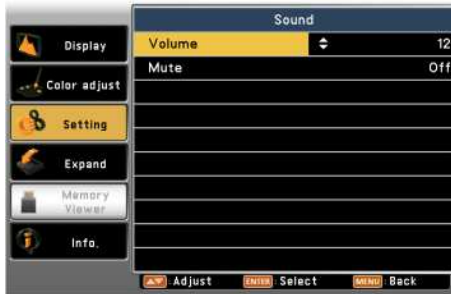 Sound
Display
Volume 12
Mute Off
Color adjust
Setting
Expand
Memory
Viewer
Info.
Adjust ENTER Select MENU Back